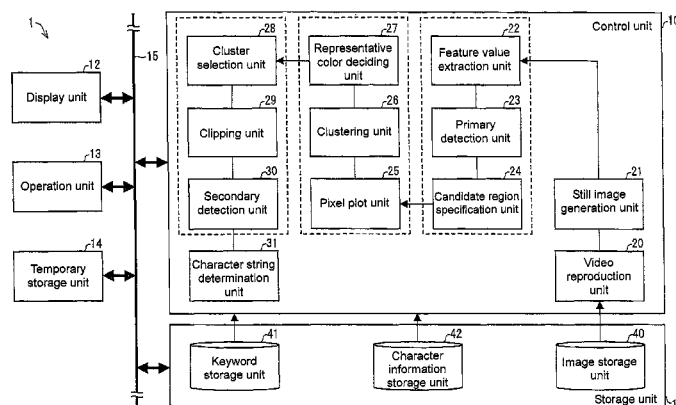 1
15
12
Display unit
13
Operation unit
14
Temporary
storage unit
10
Control unit
28
Cluster
selection unit
29
Clipping unit
30
Secondary
detection unit
31
Character string
determination
unit
27
Representative
color deciding
unit
26
Clustering unit
25
Pixel plot unit
22
Feature value
extraction unit
23
Primary
detection unit
24
Candidate region
specification unit
21
Still image
generation unit
20
Video
reproduction
unit
41
Keyword
storage unit
42
Character
information
storage unit
40
Image storage
unit
Storage unit